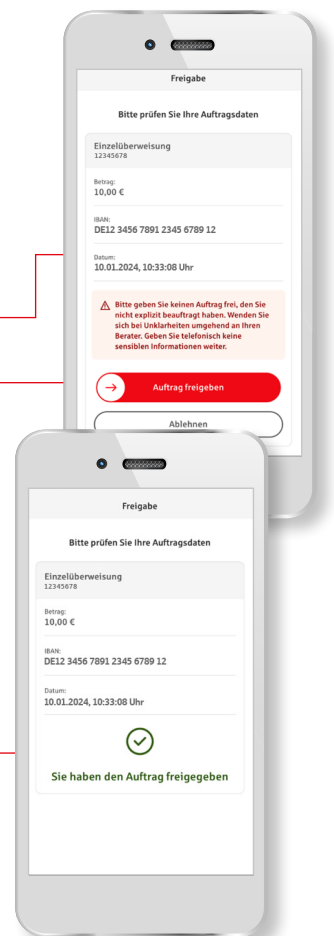 Freigabe
Bitte prüfen Sie Ihre Auftragsdaten
Einzelüberweisung
12345678
Betrag:
10,00 €
IBAN:
DE12 3456 7891 2345 6789 12
Datum:
10.01.2024, 10:33:08 Uhr
Bitte geben Sie keinen Auftrag frei, den Sie
nicht explizit beauftragt haben. Wenden Sie
sich bei Unklarheiten umgehend an Ihren
Berater. Geben Sie telefonisch keine
sensiblen Informationen weiter.
Auftrag freigeben
Ablehnen
Freigabe
Bitte prüfen Sie Ihre Auftragsdaten
Einzelüberweisung
12345678
Betrag:
10,00 €
IBAN:
DE12 3456 7891 2345 6789 12
Datum:
10.01.2024, 10:33:08 Uhr
Sie haben den Auftrag freigegeben